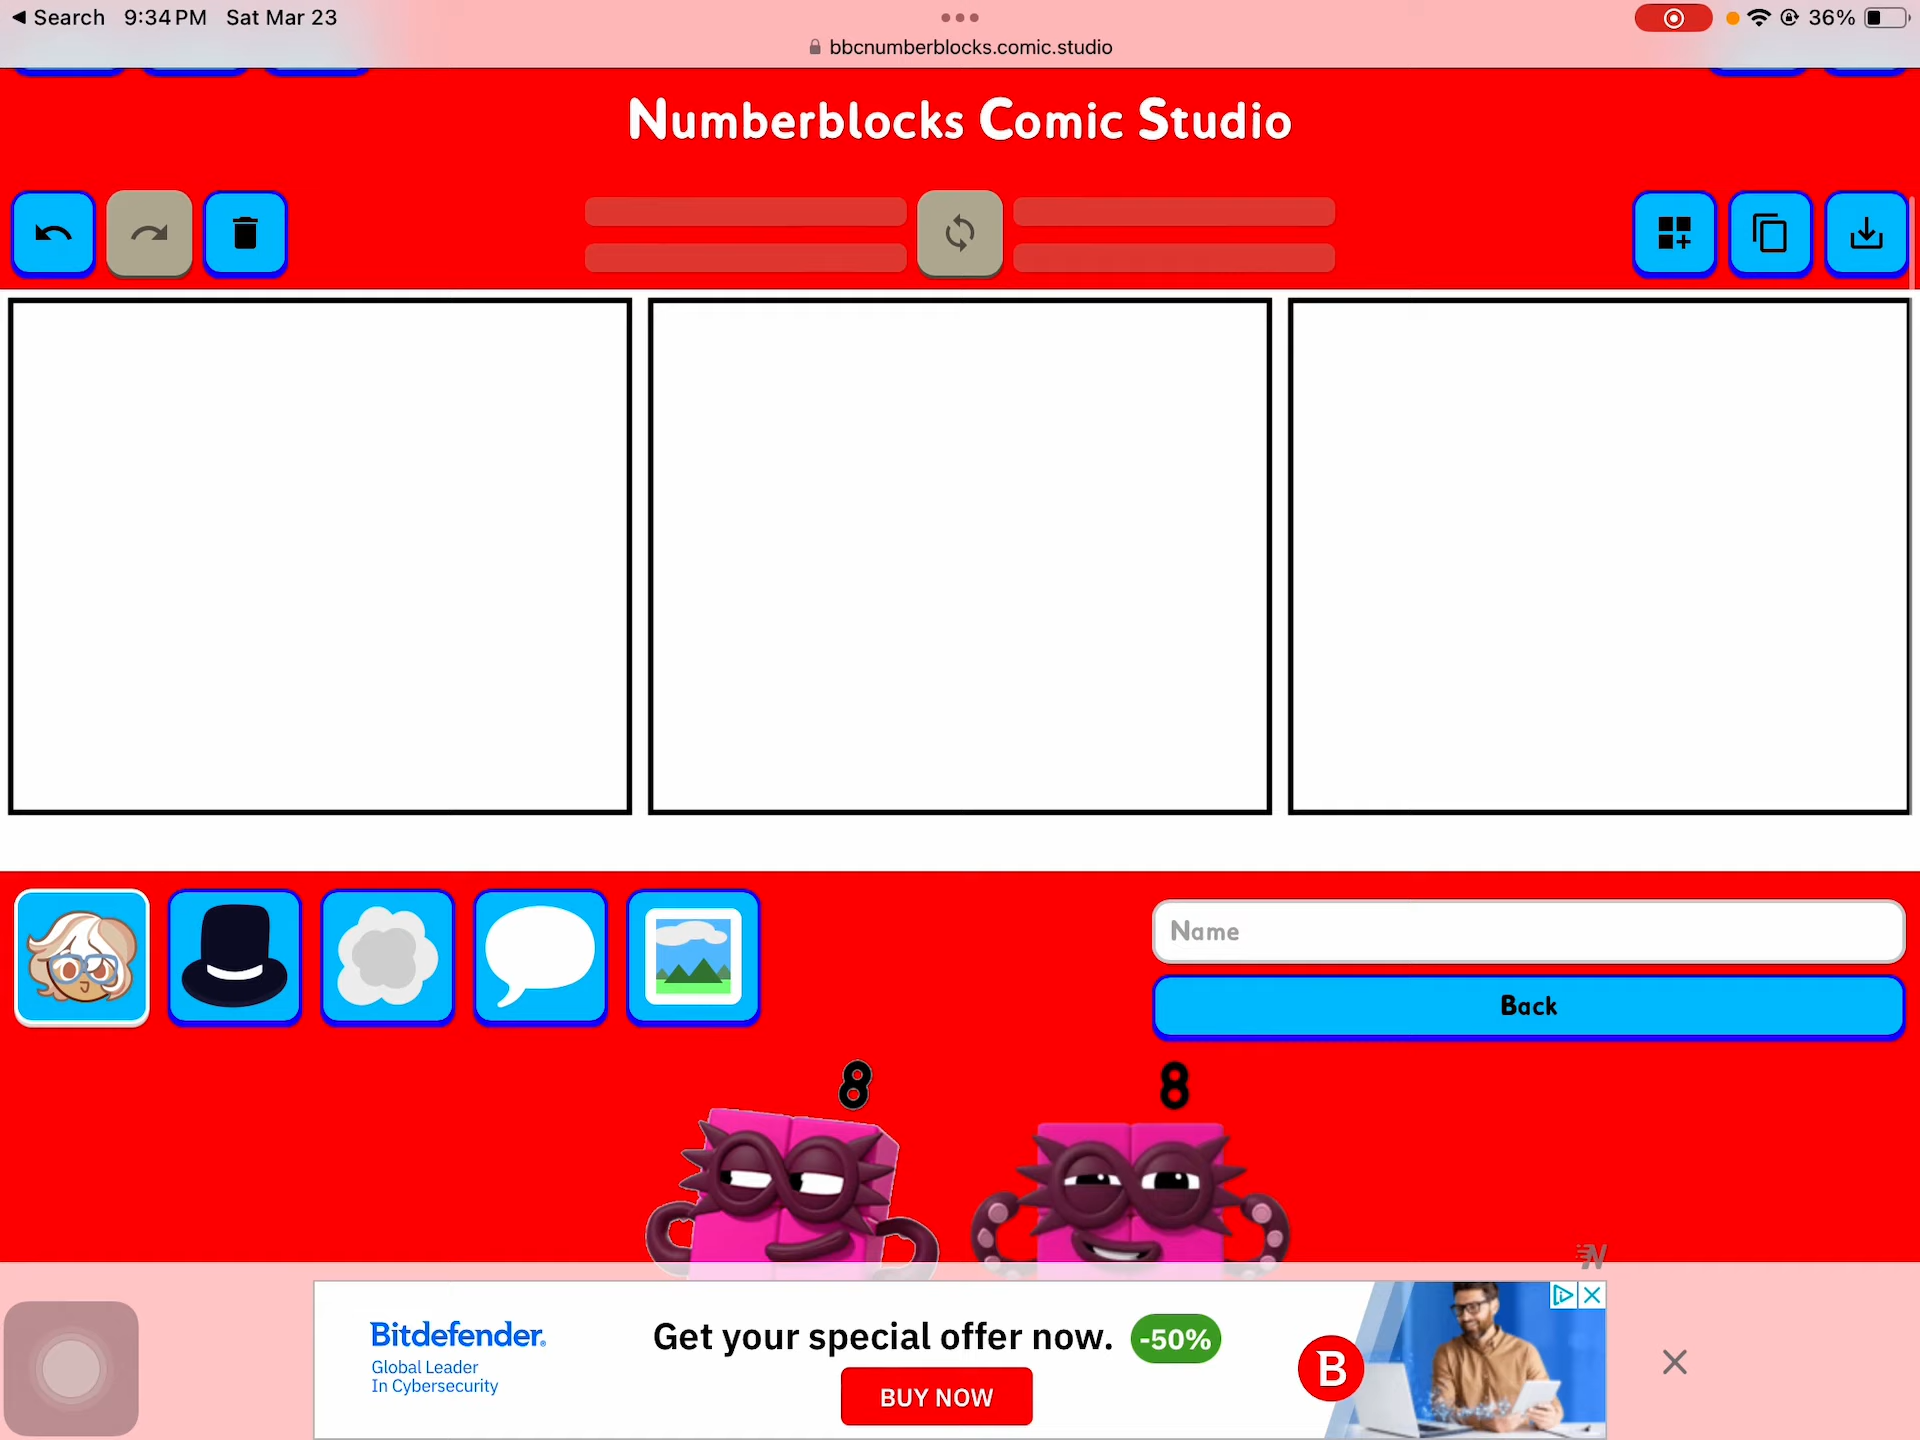 Search 9:34 PM Sat Mar 23
36%
bbcnumberblocks.comic.studio
Numberblocks Comic Studio
Name
Back
8 8
N
Bitdefender.
Global Leader
In Cybersecurity
Get your special offer now. -50%
BUY NOW
B